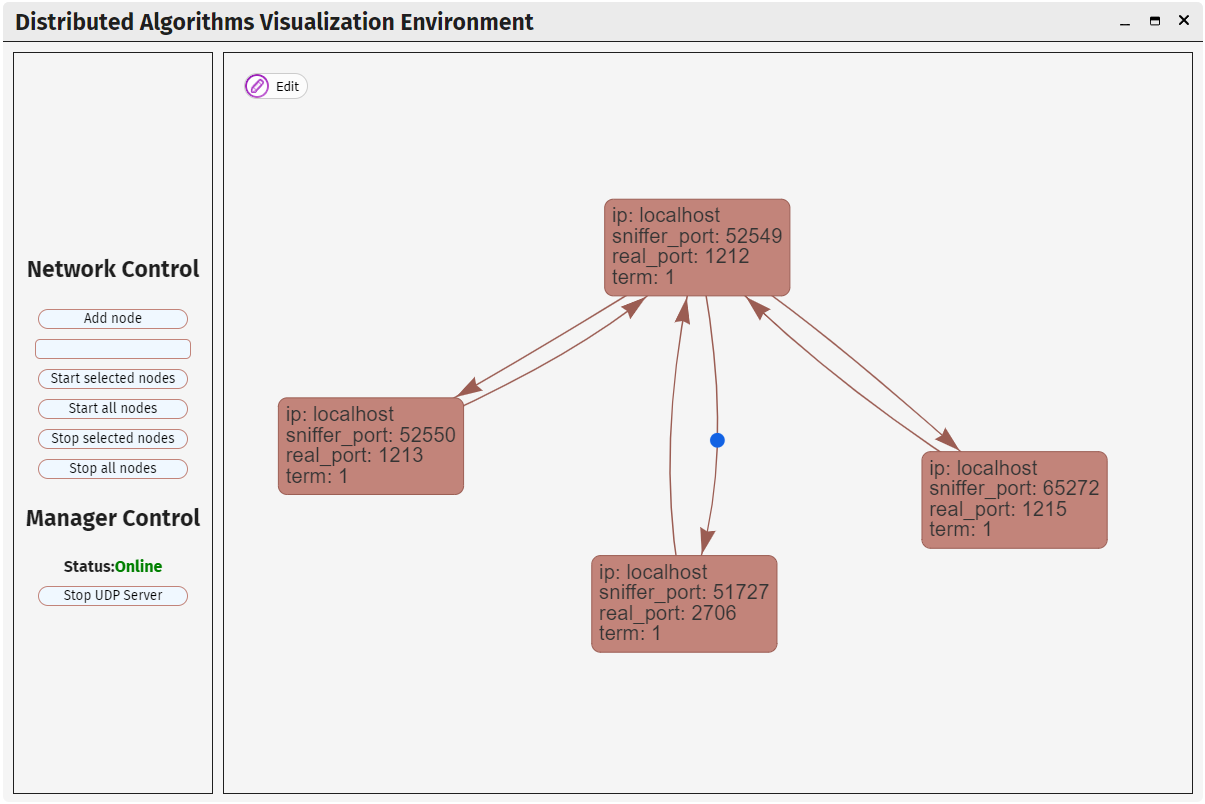 Distributed Algorithms Visualization Environment
Edit
Network Control
Add node
Start selected nodes
Start all nodes
Stop selected nodes
Stop all nodes
Manager Control
Status:Online
Stop UDP Server
ip: localhost
sniffer_port: 52549
real_port: 1212
term: 1
ip: localhost
sniffer_port: 52550
real_port: 1213
term: 1
ip: localhost
sniffer_port: 65272
real_port: 1215
term: 1
ip: localhost
sniffer_port: 51727
real_port: 2706
term: 1